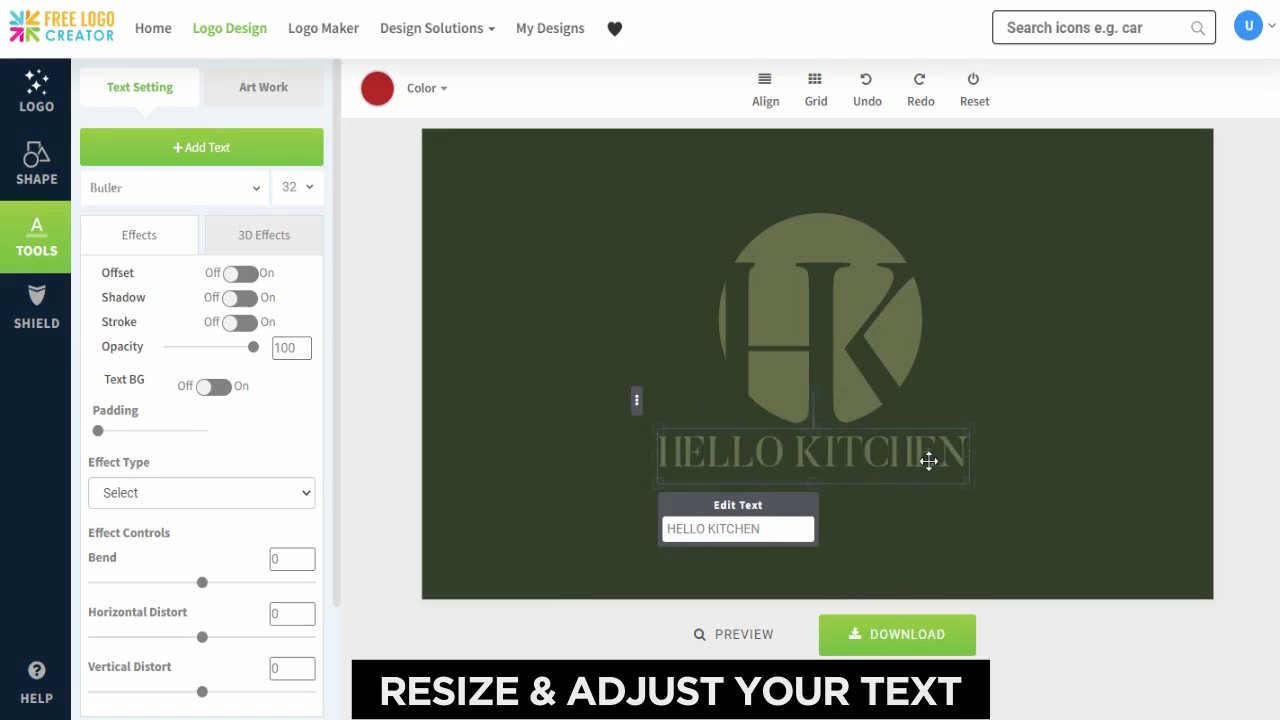 FREE LOGO
CREATOR
Home
Logo Design
Logo Maker
Design Solutions
My Designs
Search icons e.g. car
U
LOGO
SHAPE
A
TOOLS
SHIELD
HELP
Text Setting
Art Work
+ Add Text
Butler
32
Effects
3D Effects
Offset Off On
Shadow Off On
Stroke Off On
Opacity 100
Text BG Off On
Padding
Effect Type
Select
Effect Controls
Bend 0
Horizontal Distort 0
Vertical Distort 0
Color
Align
Grid
Undo
Redo
Reset
HK
HELLO KITCHEN
Edit Text
HELLO KITCHEN
PREVIEW
DOWNLOAD
RESIZE & ADJUST YOUR TEXT